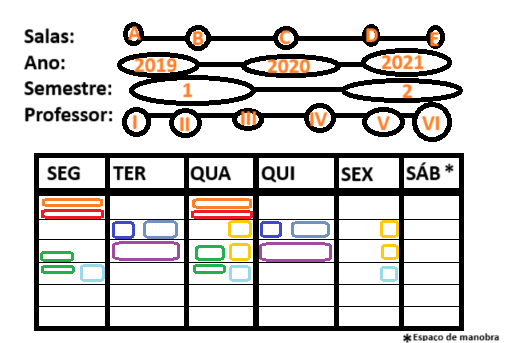 Salas: A B C D E
Ano: 2019 2020 2021
Semestre: 1 2
Professor: I II III IV V VI
SEG TER QUA QUI SEX SÁB *
* Espaço de manobra